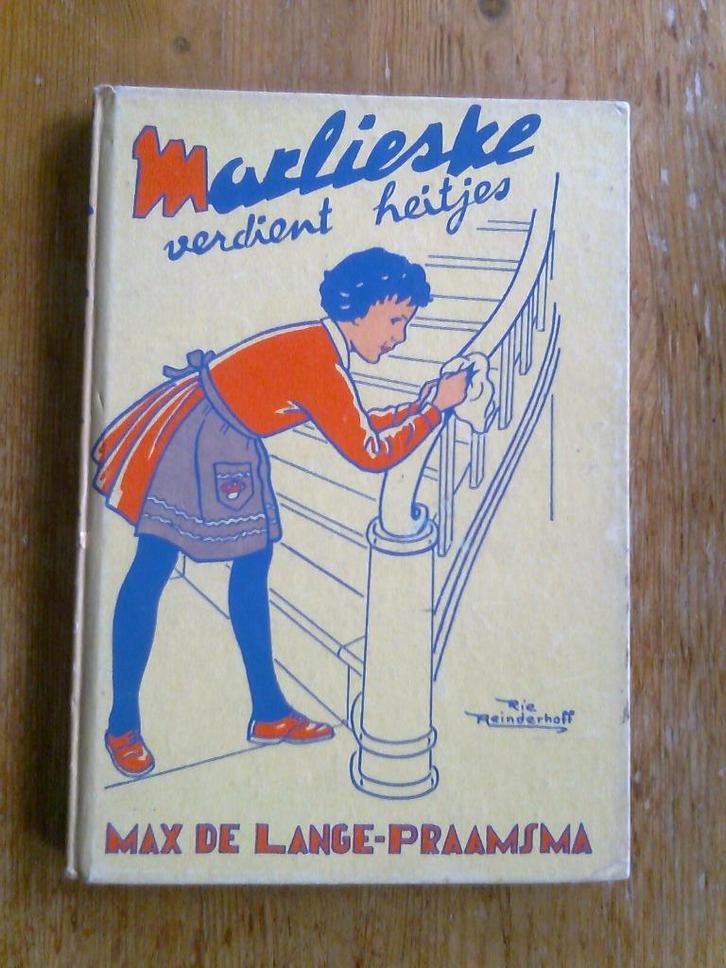 Marlieske
verdient heitjes
Rie
Reinderhoff
MAX DE LANGE-PRAAMSMA